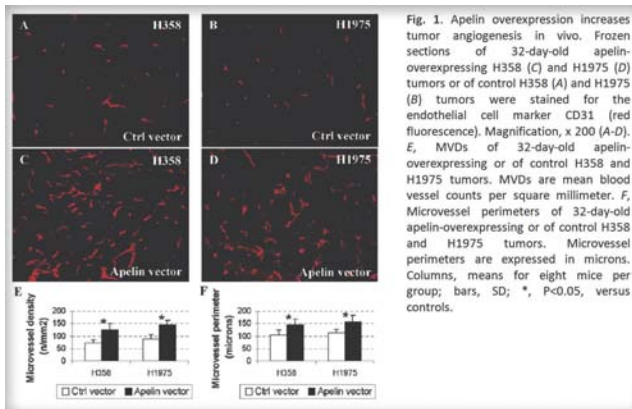 A
H358
Ctrl vector
B
H1975
Ctrl vector
C
H358
Apelin vector
D
H1975
Apelin vector
E
Microvessel density
(n/mm2)
200
150
100
50
0
*
*
H358
H1975
Ctrl vector
Apelin vector
F
Microvessel perimeter
(microns)
200
150
100
50
0
*
*
H358
H1975
Ctrl vector
Apelin vector
Fig. 1. Apelin overexpression increases
tumor angiogenesis in vivo. Frozen
sections of 32-day-old apelin-
overexpressing H358 (C) and H1975 (D)
tumors or of control H358 (A) and H1975
(B) tumors were stained for the
endothelial cell marker CD31 (red
fluorescence). Magnification, x 200 (A-D).
E, MVDs of 32-day-old apelin-
overexpressing or of control H358 and
H1975 tumors. MVDs are mean blood
vessel counts per square millimeter. F,
Microvessel perimeters of 32-day-old
apelin-overexpressing or of control H358
and H1975 tumors. Microvessel
perimeters are expressed in microns.
Columns, means for eight mice per
group; bars, SD; *, P<0.05, versus
controls.